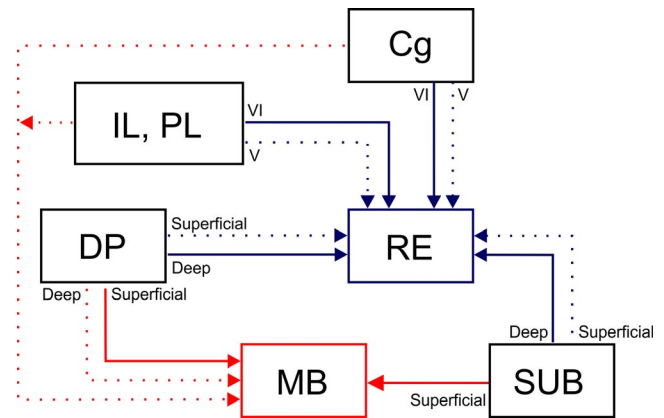 Cg
VI V
IL, PL
VI
V
Superficial
DP
RE
Deep
Deep Superficial
Deep Superficial
MB
SUB
Superficial